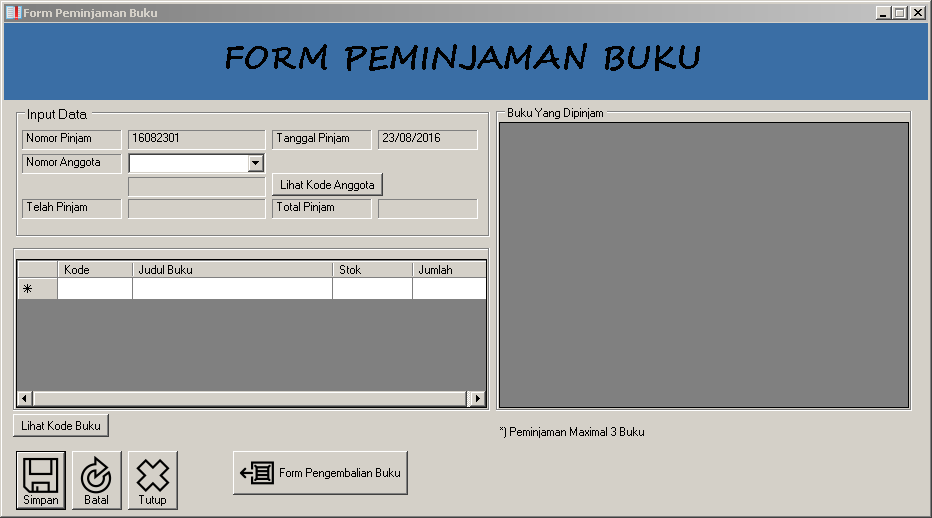 Form Peminjaman Buku
FORM PEMINJAMAN BUKU
Input Data
Nomor Pinjam 16082301 Tanggal Pinjam 23/08/2016
Nomor Anggota
Lihat Kode Anggota
Telah Pinjam Total Pinjam
Kode Judul Buku Stok Jumlah
Lihat Kode Buku
Buku Yang Dipinjam
*) Peminjaman Maximal 3 Buku
Simpan Batal Tutup Form Pengembalian Buku